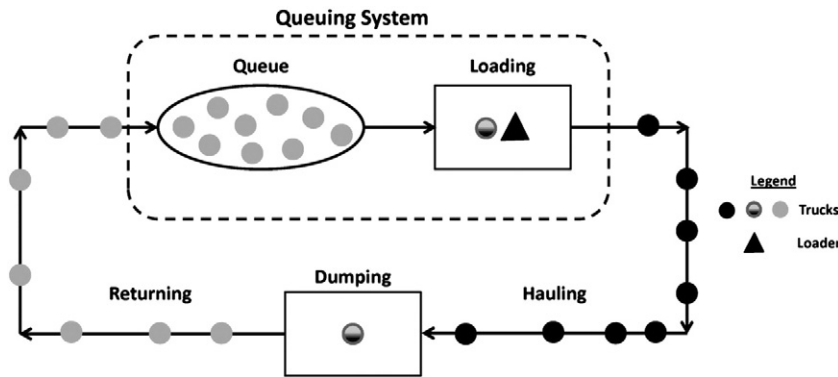 Queuing System
Queue
Loading
Legend
Trucks
Loader
Returning
Dumping
Hauling